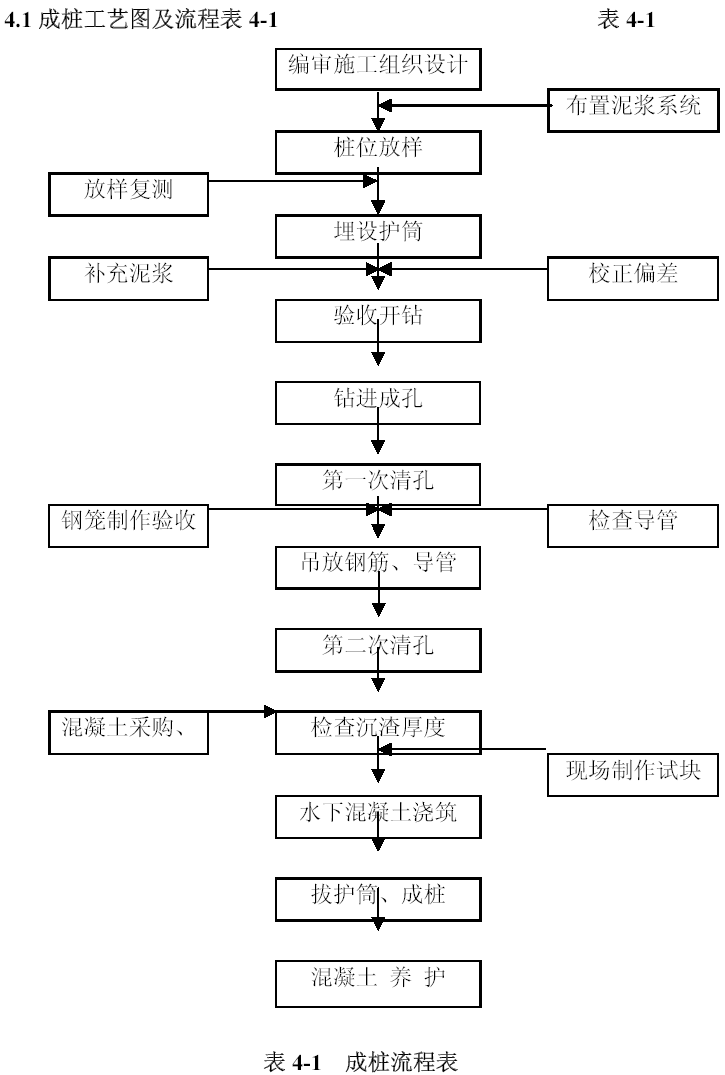 4.1 成桩工艺图及流程表 4-1 表 4-1
编审施工组织设计
布置泥浆系统
桩位放样
放样复测
埋设护筒
补充泥浆
校正偏差
验收开钻
钻进成孔
第一次清孔
钢笼制作验收
检查导管
吊放钢筋、导管
第二次清孔
混凝土采购、
检查沉渣厚度
现场制作试块
水下混凝土浇筑
拔护筒、成桩
混凝土 养 护
表 4-1 成桩流程表